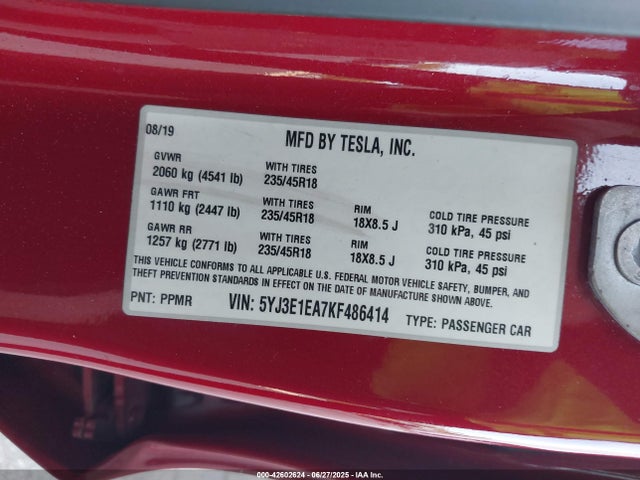 08/19 MFD BY TESLA, INC.
GVWR
2060 kg (4541 lb) WITH TIRES 235/45R18
GAWR FRT
1110 kg (2447 lb) WITH TIRES 235/45R18 RIM 18X8.5 J COLD TIRE PRESSURE 310 kPa, 45 psi
GAWR RR
1257 kg (2771 lb) WITH TIRES 235/45R18 RIM 18X8.5 J COLD TIRE PRESSURE 310 kPa, 45 psi
THIS VEHICLE CONFORMS TO ALL APPLICABLE U.S. FEDERAL MOTOR VEHICLE SAFETY, BUMPER, AND
THEFT PREVENTION STANDARDS IN EFFECT ON THE DATE OF MANUFACTURE SHOWN ABOVE.
PNT: PPMR VIN: 5YJ3E1EA7KF486414 TYPE: PASSENGER CAR
000-42602624 - 06/27/2025 - IAA Inc.